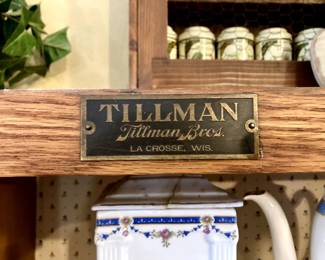 TILLMAN
Tillman Bros.
LA CROSSE, WIS.